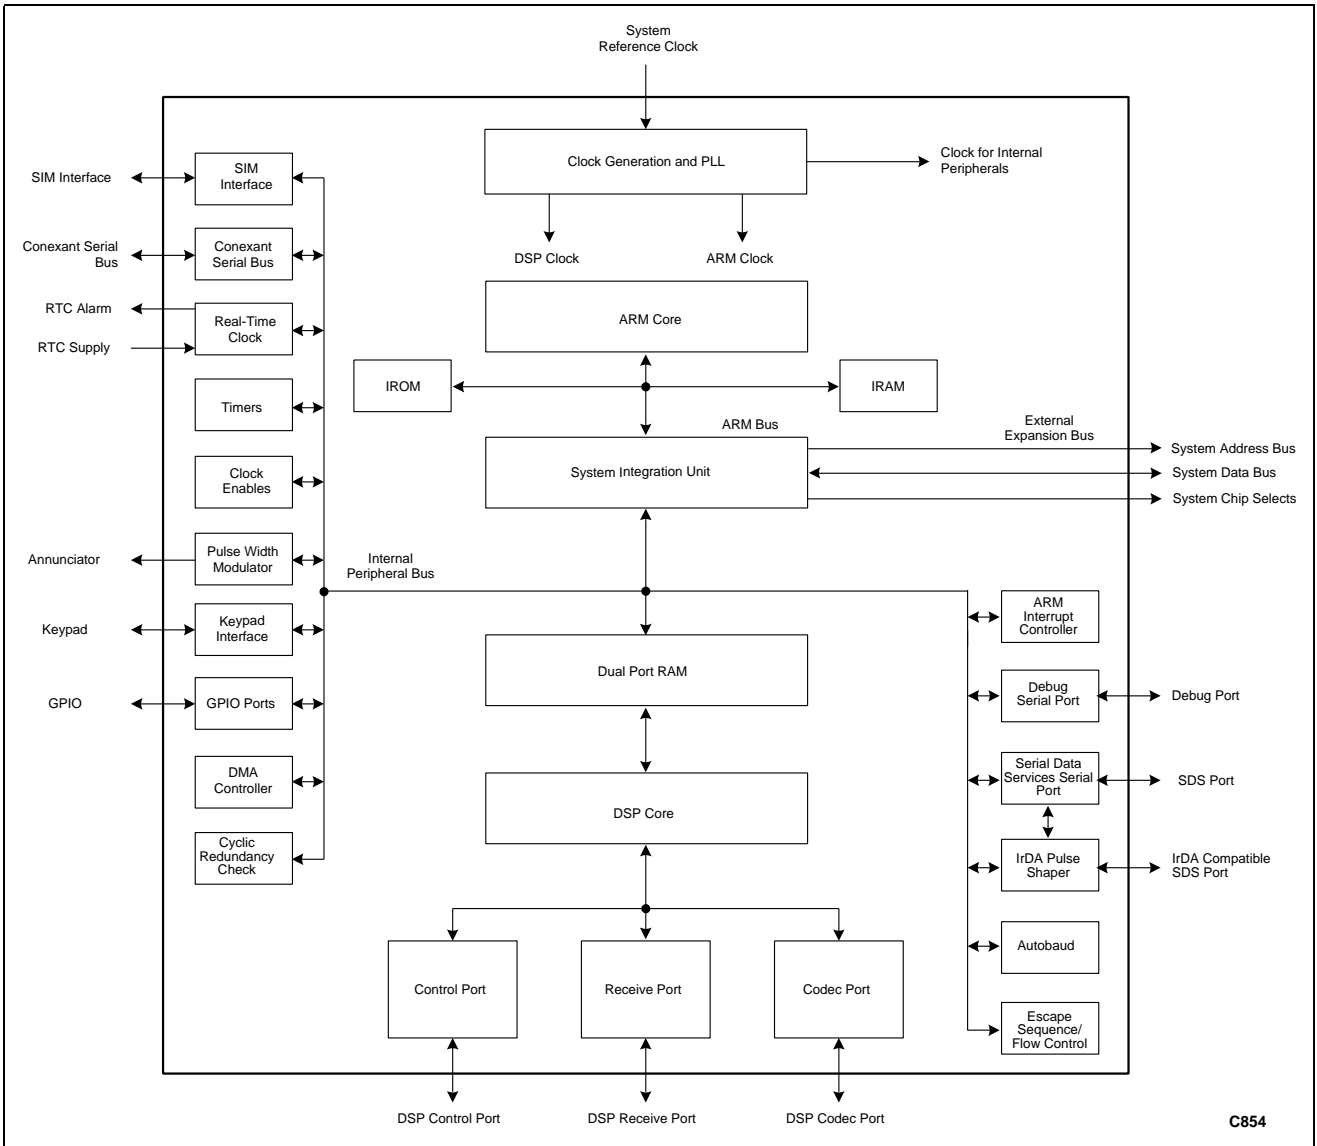 System
Reference Clock
Clock Generation and PLL
Clock for Internal
Peripherals
DSP Clock
ARM Clock
SIM Interface
SIM
Interface
Conexant Serial
Bus
Conexant
Serial Bus
RTC Alarm
RTC Supply
Real-Time
Clock
Timers
Clock
Enables
Annunciator
Pulse Width
Modulator
Keypad
Keypad
Interface
GPIO
GPIO Ports
DMA
Controller
Cyclic
Redundancy
Check
Internal
Peripheral Bus
ARM Core
IROM
IRAM
ARM Bus
External
Expansion Bus
System Integration Unit
System Address Bus
System Data Bus
System Chip Selects
Dual Port RAM
DSP Core
Control Port
Receive Port
Codec Port
DSP Control Port
DSP Receive Port
DSP Codec Port
ARM
Interrupt
Controller
Debug
Serial Port
Debug Port
Serial Data
Services Serial
Port
SDS Port
IrDA Pulse
Shaper
IrDA Compatible
SDS Port
Autobaud
Escape
Sequence/
Flow Control
C854